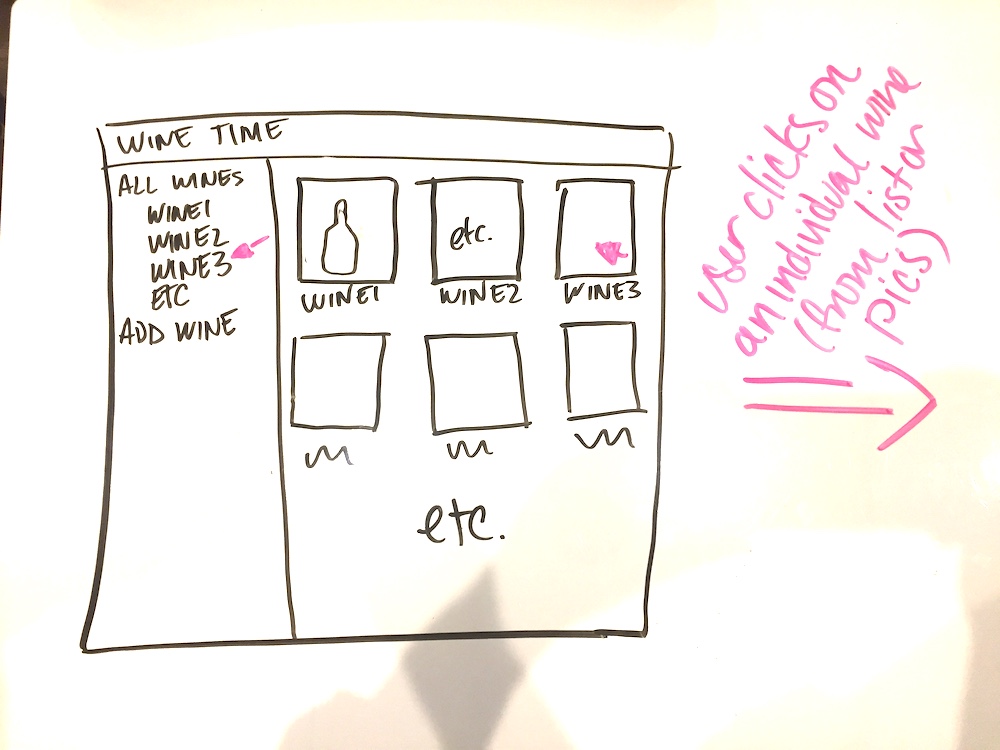 WINE TIME
ALL WINES
WINE1
WINE2
WINE3
ETC
ADD WINE
etc.
WINE1
WINE2
WINE3
etc.
user clicks on
an individual wine
(from list or
pics)